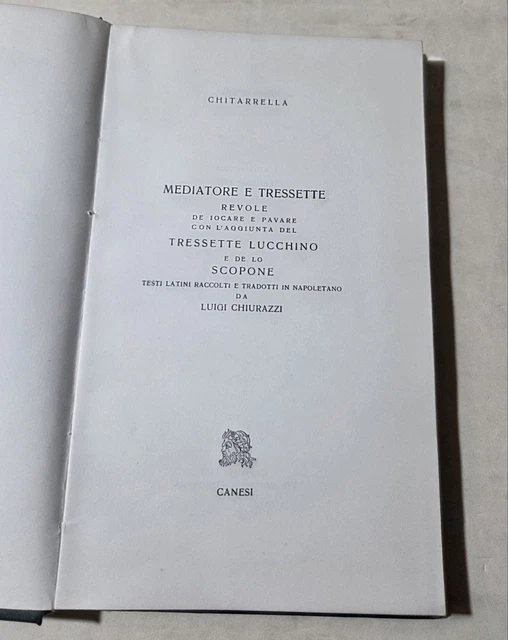 CHITARRELLA
MEDIATORE E TRESSETTE
REVOLE
DE IOCARE E PAVARE
CON L'AGGIUNTA DEL
TRESSETTE LUCCHINO
E DE LO
SCOPONE
TESTI LATINI RACCOLTI E TRADOTTI IN NAPOLETANO
DA
LUIGI CHIURAZZI
CANESI